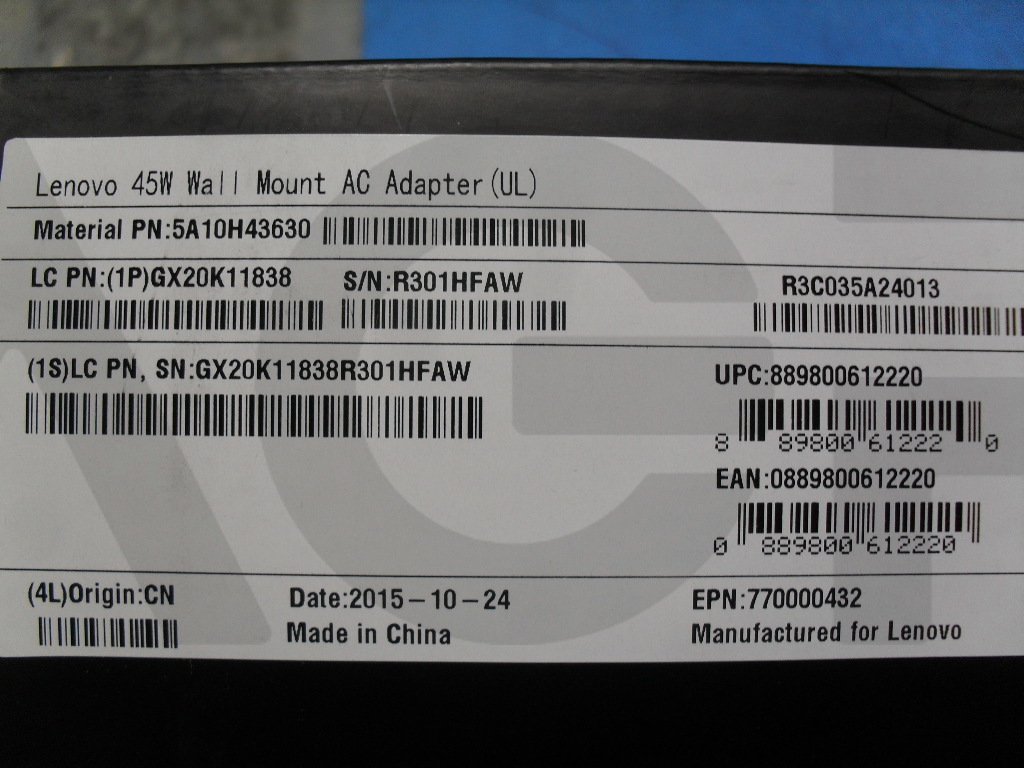 Lenovo 45W Wall Mount AC Adapter(UL)
Material PN:5A10H43630
LC PN:(1P)GX20K11838 S/N:R301HFAW R3C035A24013
(1S)LC PN, SN:GX20K11838R301HFAW
UPC:889800612220
8 89800 61222 0
EAN:0889800612220
0 889800 612220
(4L)Origin:CN Date:2015-10-24 EPN:770000432
Made in China Manufactured for Lenovo